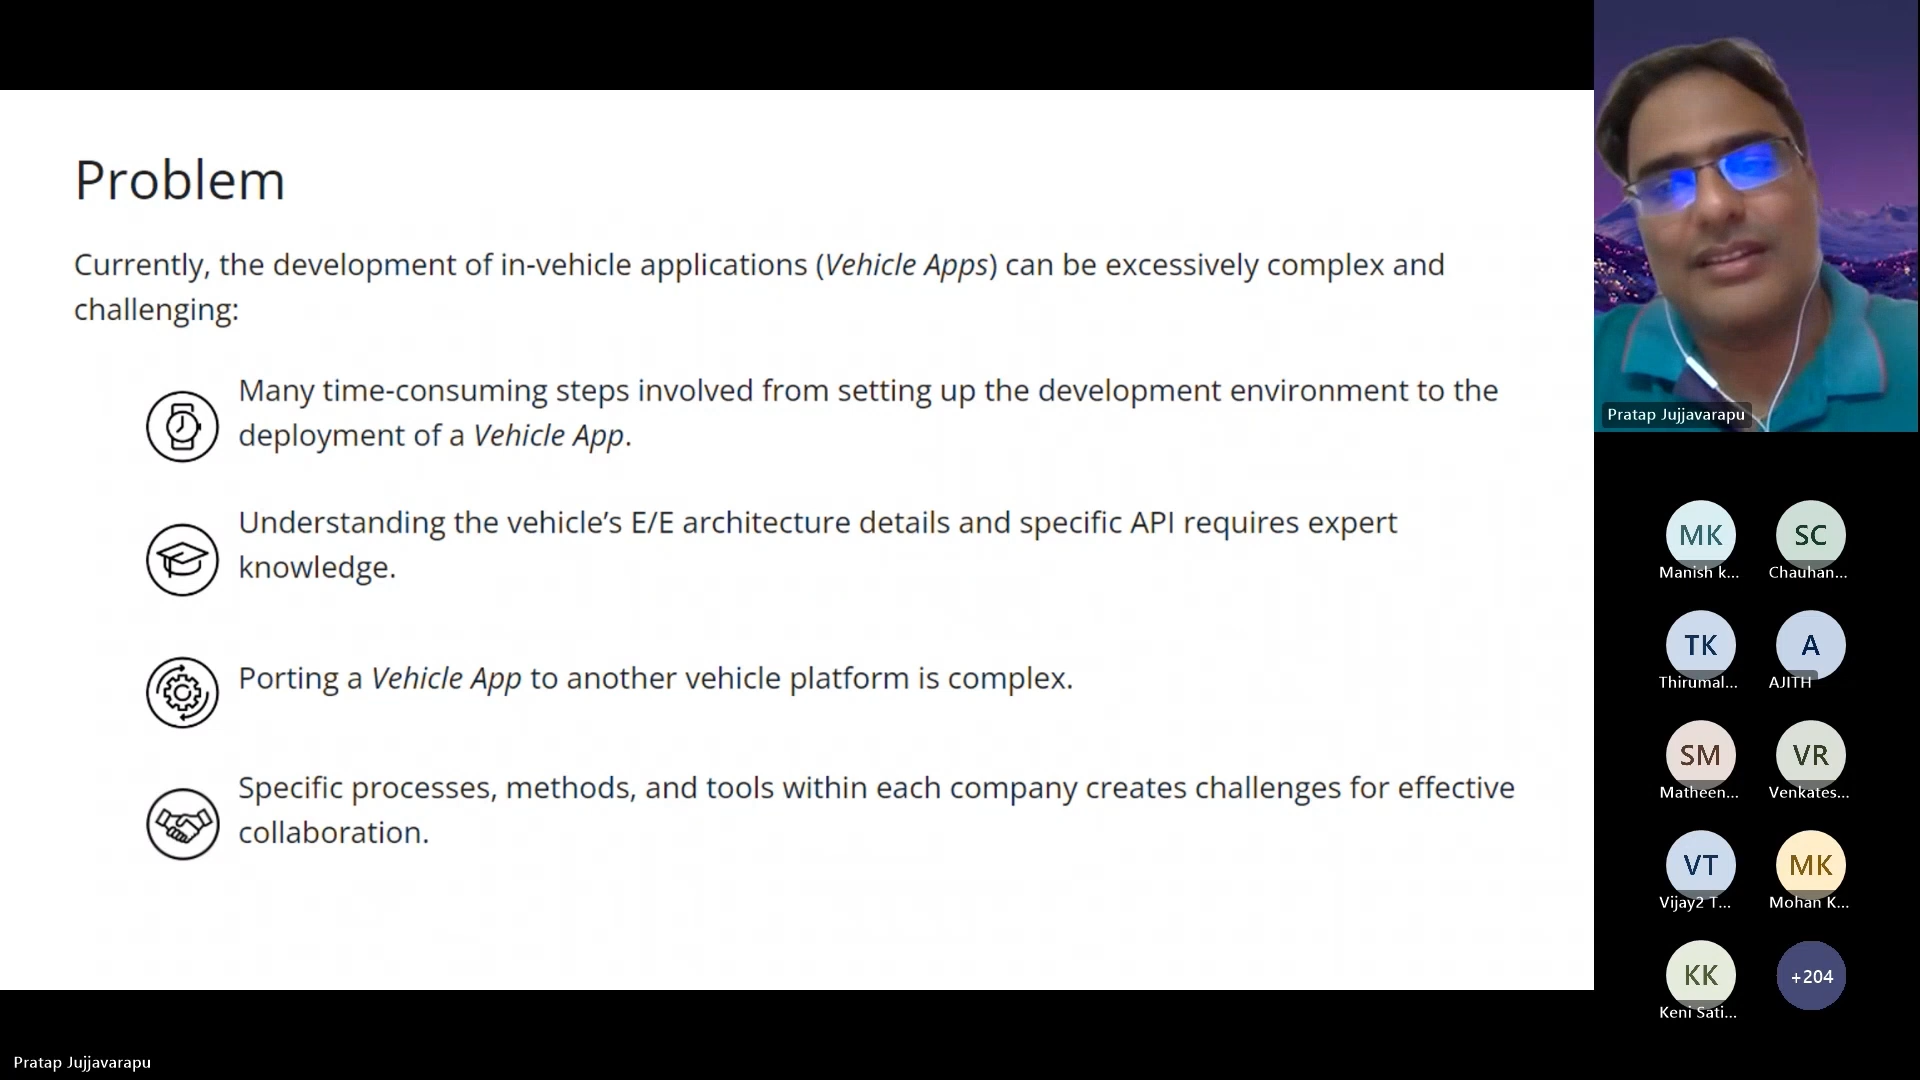 Problem
Currently, the development of in-vehicle applications (Vehicle Apps) can be excessively complex and
challenging:
Many time-consuming steps involved from setting up the development environment to the
deployment of a Vehicle App.
Understanding the vehicle’s E/E architecture details and specific API requires expert
knowledge.
Porting a Vehicle App to another vehicle platform is complex.
Specific processes, methods, and tools within each company creates challenges for effective
collaboration.
Pratap Jujjavarapu
MK SC
Manish k... Chauhan...
TK A
Thirumal... AJITH
SM VR
Matheen... Venkates...
VT MK
Vijay2 T... Mohan K...
KK +204
Keni Sati...
Pratap Jujjavarapu